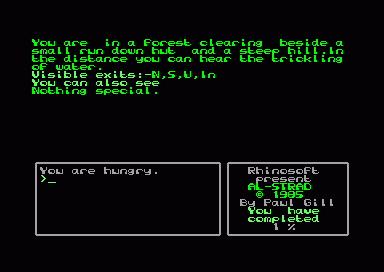 You are  in a forest clearing  beside a
small run down hut  and a steep hill.In
the distance you can hear the trickling
of water.
Visible exits:-N,S,W,In
You can also see
Nothing special.
You are hungry.
>_
Rhinosoft
present
AL-STRAD
© 1985
By Paul Gill
You  have
completed
1 %